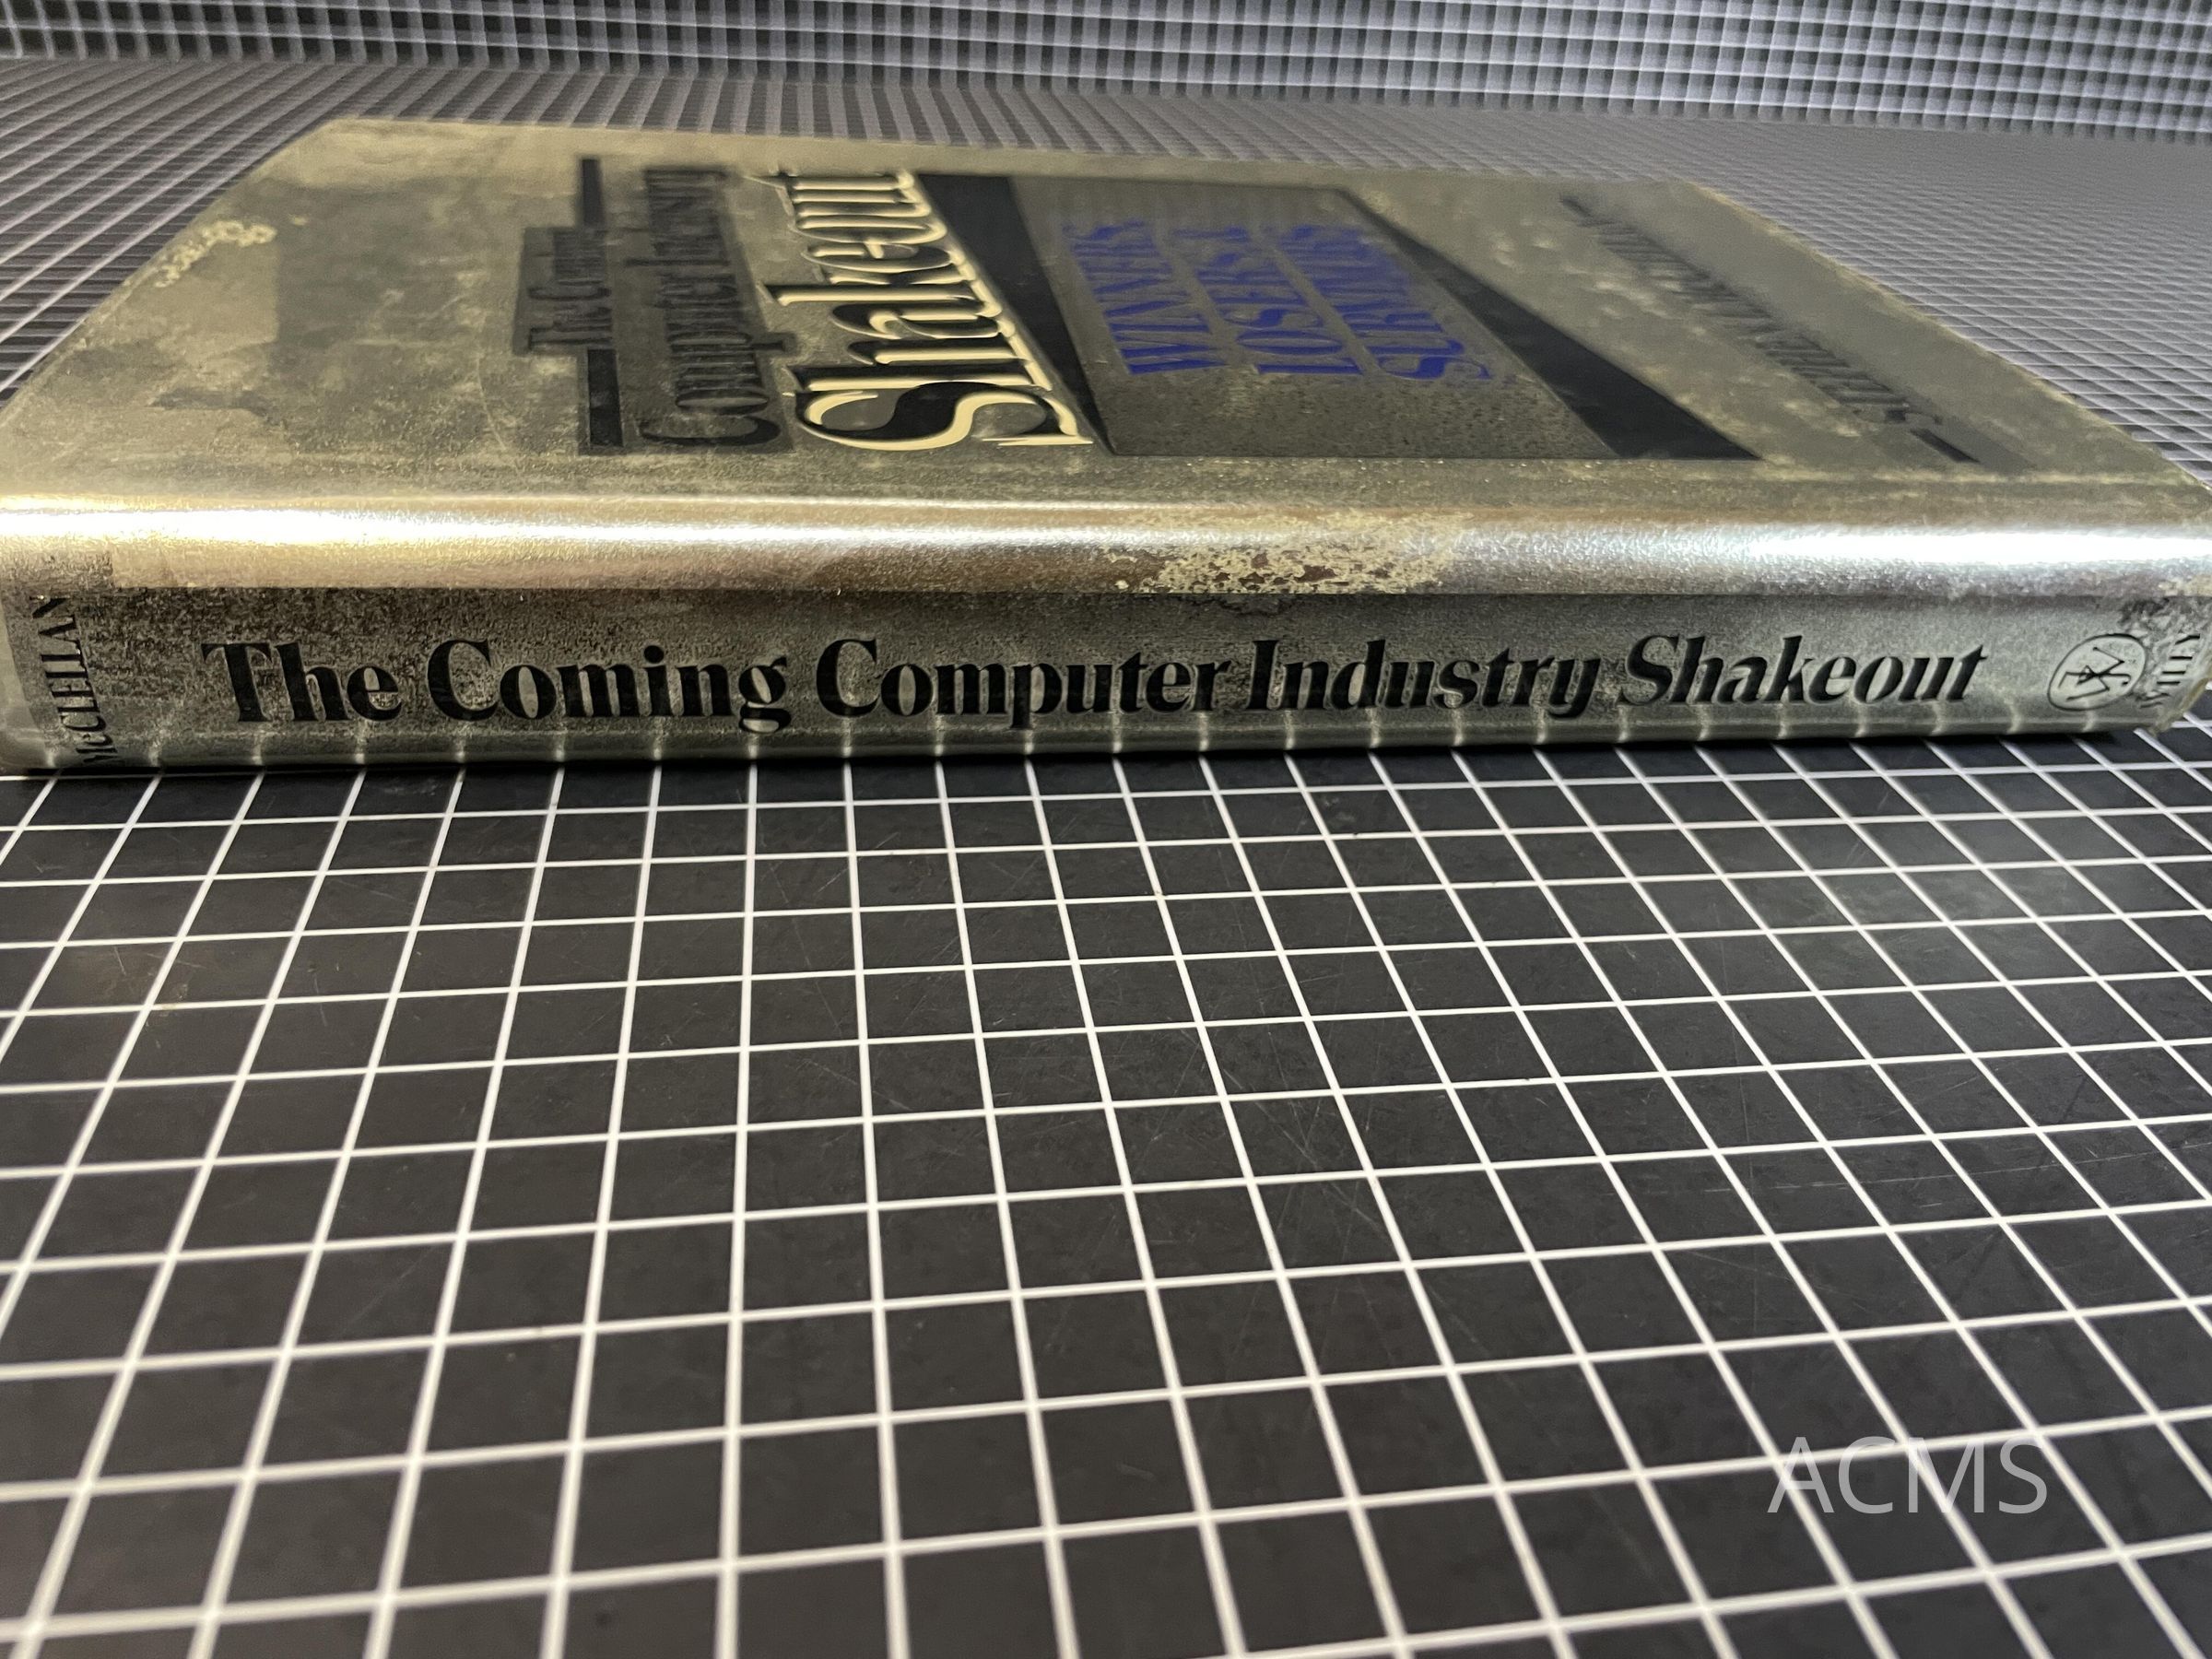 The Coming
Computer Industry
Shakeout
WINNERS,
LOSERS, &
SURVIVORS
McCLELLAN
The Coming Computer Industry Shakeout
WILEY
ACMS